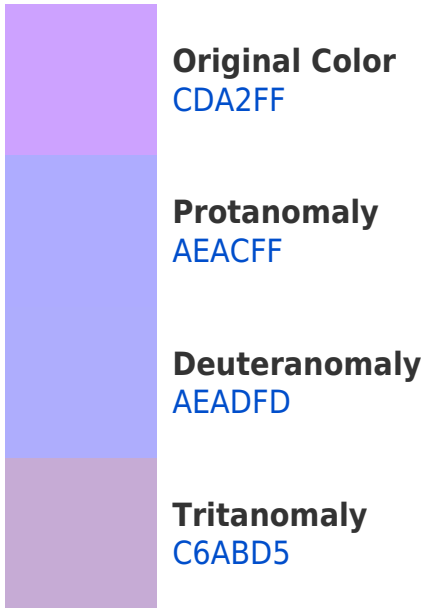 Original Color
CDA2FF
Protanomaly
AEACFF
Deuteranomaly
AEADFD
Tritanomaly
C6ABD5